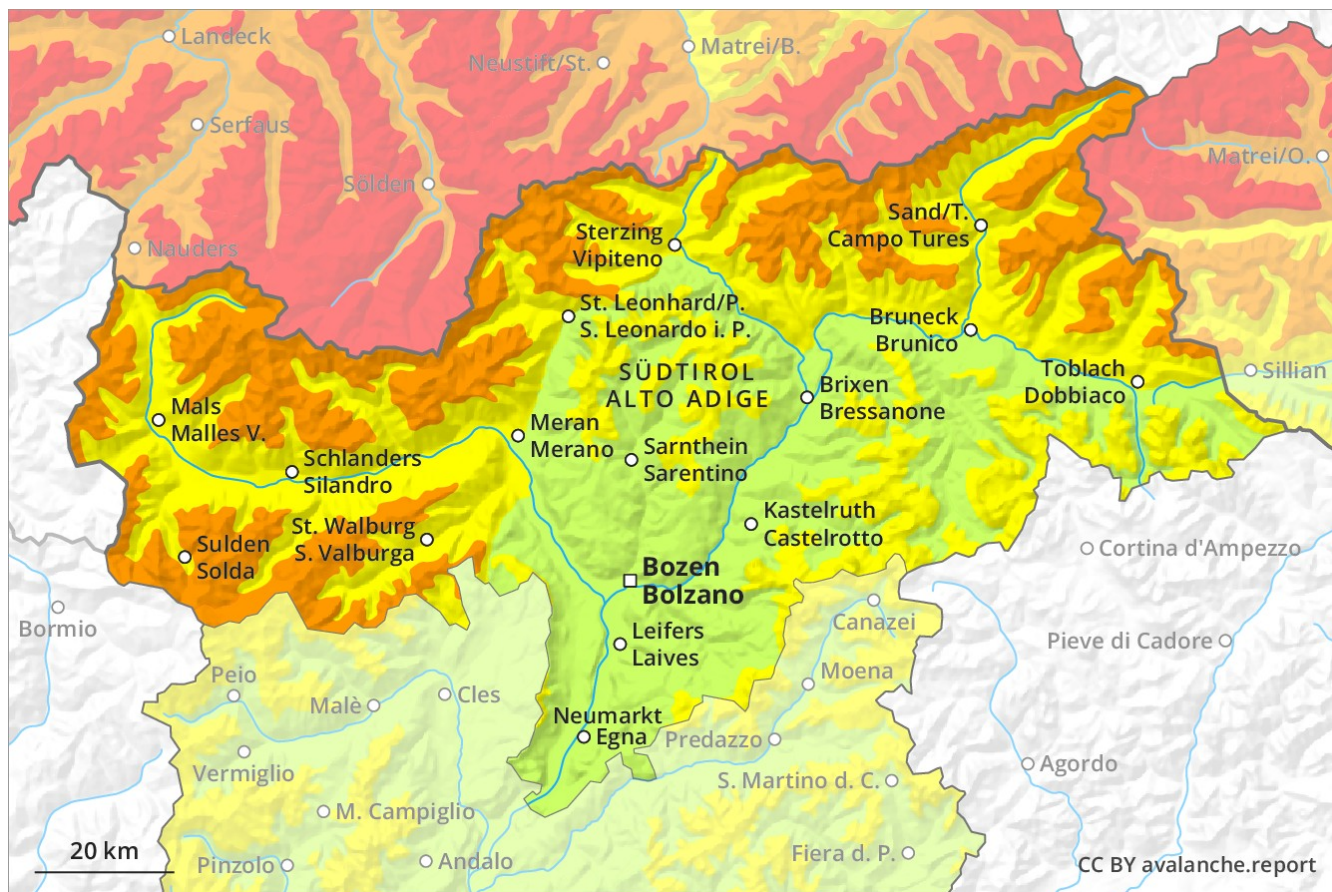 Landeck
Matrei/B.
Neustift/St.
Serfaus
Matrei/O.
Sölden
Sand/T.
Campo Tures
Sterzing
Vipiteno
Nauders
St. Leonhard/P.
S. Leonardo i. P.
Bruneck
Brunico
SÜDTIROL
ALTO ADIGE
Toblach
Dobbiaco
Sillian
Brixen
Bressanone
Mals
Malles V.
Meran
Merano
Sarnthein
Sarentino
Schlanders
Silandro
Kastelruth
Castelrotto
St. Walburg
S. Valburga
Sulden
Solda
Cortina d'Ampezzo
Bozen
Bolzano
Bormio
Canazei
Leifers
Laives
Pieve di Cadore
Peio
Moena
Malè
Cles
Neumarkt
Egna
Predazzo
Vermiglio
Agordo
S. Martino d. C.
M. Campiglio
20 km
Pinzolo
Andalo
Fiera d. P.
CC BY avalanche.report